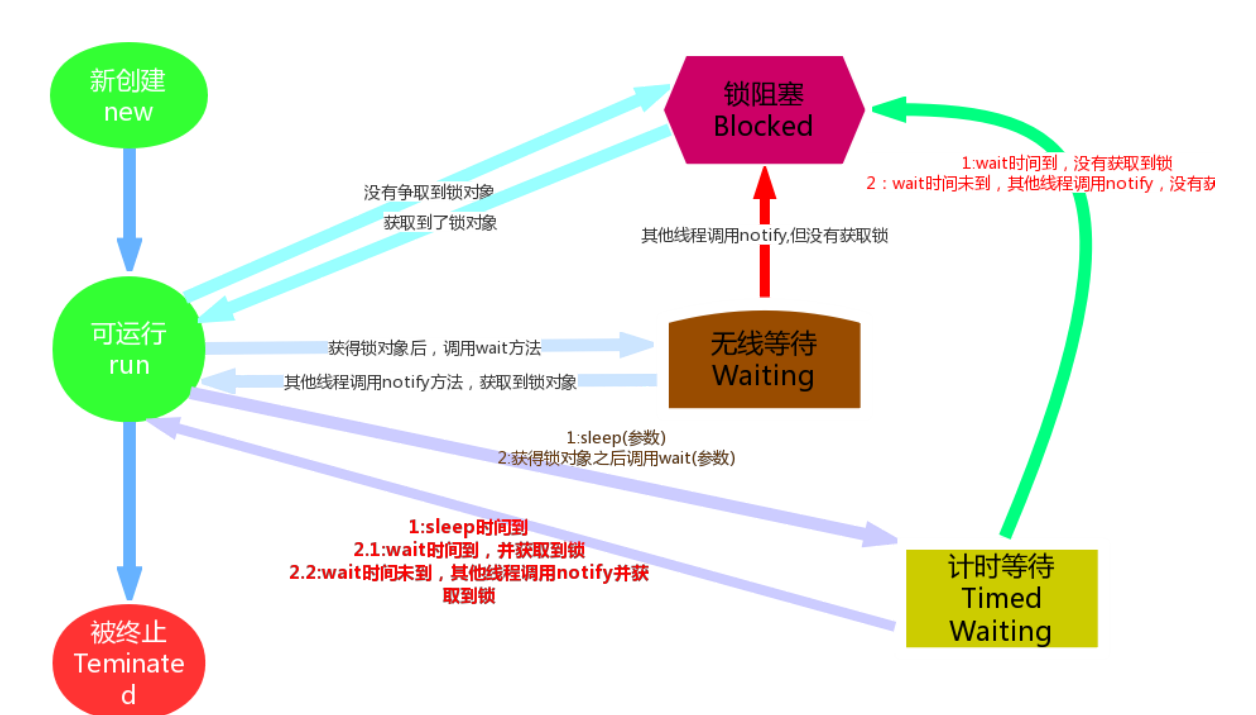 新创建
new
锁阻塞
Blocked
1:wait时间到，没有获取到锁
2：wait时间未到，其他线程调用notify，没有
没有争取到锁对象
获取到了锁对象
其他线程调用notify,但没有获取锁
可运行
run
获得锁对象后，调用wait方法
其他线程调用notify方法，获取到锁对象
无线等待
Waiting
1:sleep(参数)
2:获得锁对象之后调用wait(参数)
1:sleep时间到
2.1:wait时间到，并获取到锁
2.2:wait时间未到，其他线程调用notify并获
取到锁
计时等待
Timed
Waiting
被终止
Teminate
d